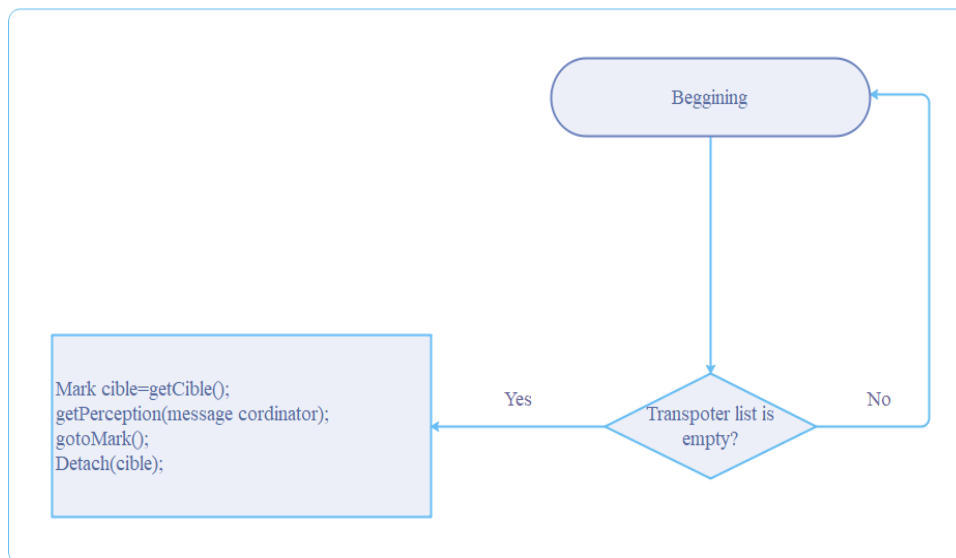 Beggining
Mark cible=getCible();
getPerception(message cordinator);
gotoMark();
Detach(cible);
Yes
Transpoter list is
empty?
No